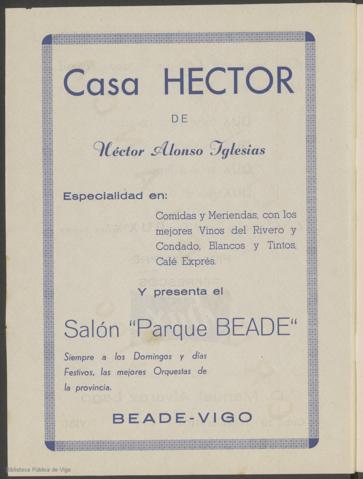 Casa HECTOR
DE
Héctor Alonso Iglesias
Especialidad en:
Comidas y Meriendas, con los
mejores Vinos del Rivero y
Condado, Blancos y Tintos,
Café Exprés.
Y presenta el
Salón "Parque BEADE"
Siempre a los Domingos y días
Festivos, las mejores Orquestas de
la provincia.
BEADE-VIGO
Biblioteca Pública de Vigo